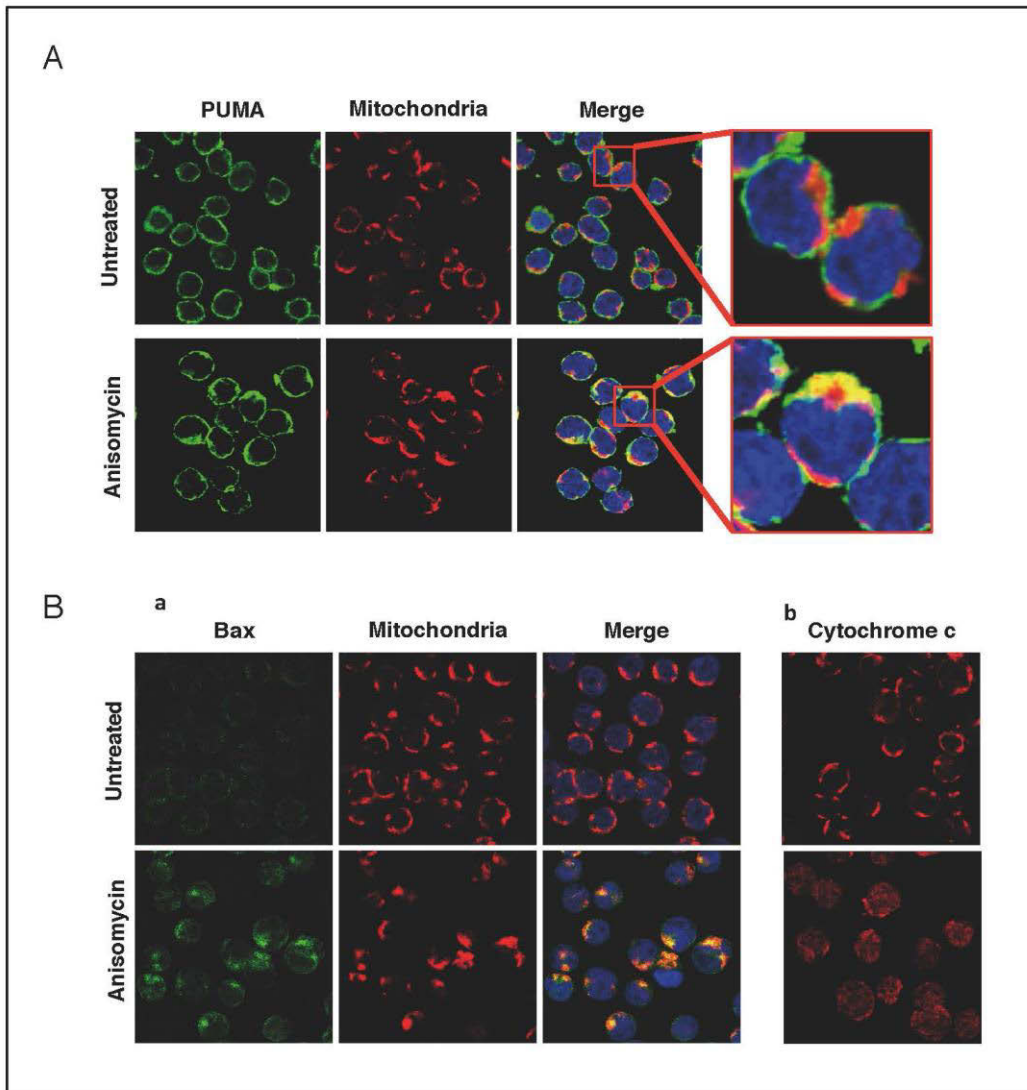 A
PUMA Mitochondria Merge
Untreated
Anisomycin
B
a
b
Bax Mitochondria Merge
Cytochrome c
Untreated
Anisomycin